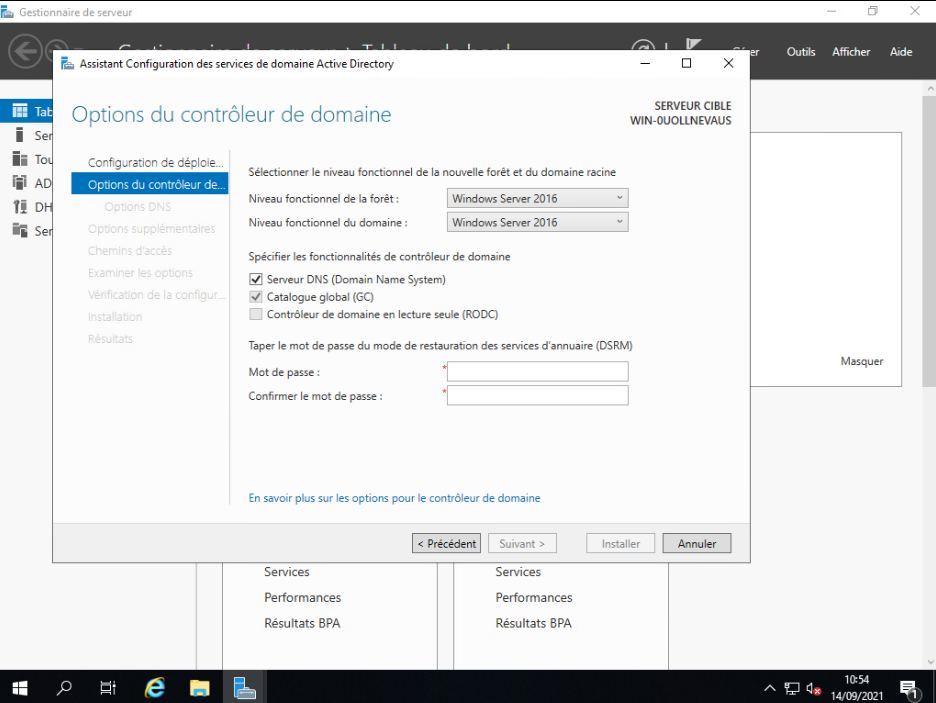 Gestionnaire de serveur
Outils
Afficher
Aide
Assistant Configuration des services de domaine Active Directory
Options du contrôleur de domaine
SERVEUR CIBLE
WIN-0UOLLNEVAUS
Tab
Ser
Tou
AD
DH
Ser
Configuration de déploie...
Options du contrôleur de...
Options DNS
Options supplémentaires
Chemins d'accès
Examiner les options
Vérification de la configur...
Installation
Résultats
Sélectionner le niveau fonctionnel de la nouvelle forêt et du domaine racine
Niveau fonctionnel de la forêt : Windows Server 2016
Niveau fonctionnel du domaine : Windows Server 2016
Spécifier les fonctionnalités de contrôleur de domaine
Serveur DNS (Domain Name System)
Catalogue global (GC)
Contrôleur de domaine en lecture seule (RODC)
Taper le mot de passe du mode de restauration des services d'annuaire (DSRM)
Mot de passe : *
Confirmer le mot de passe : *
En savoir plus sur les options pour le contrôleur de domaine
< Précédent
Suivant >
Installer
Annuler
Masquer
Services
Performances
Résultats BPA
Services
Performances
Résultats BPA
10:54
14/09/2021
1